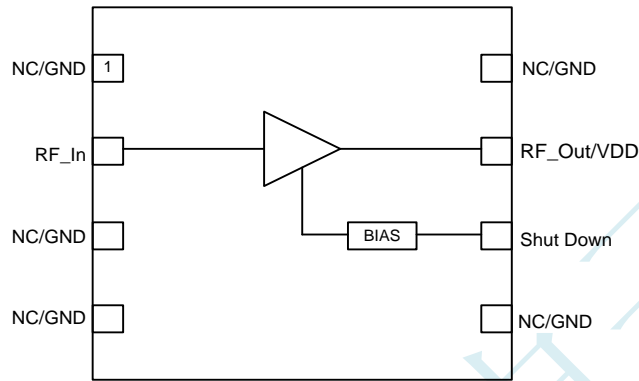 NC/GND 1 NC/GND
RF_In RF_Out/VDD
NC/GND BIAS Shut Down
NC/GND NC/GND